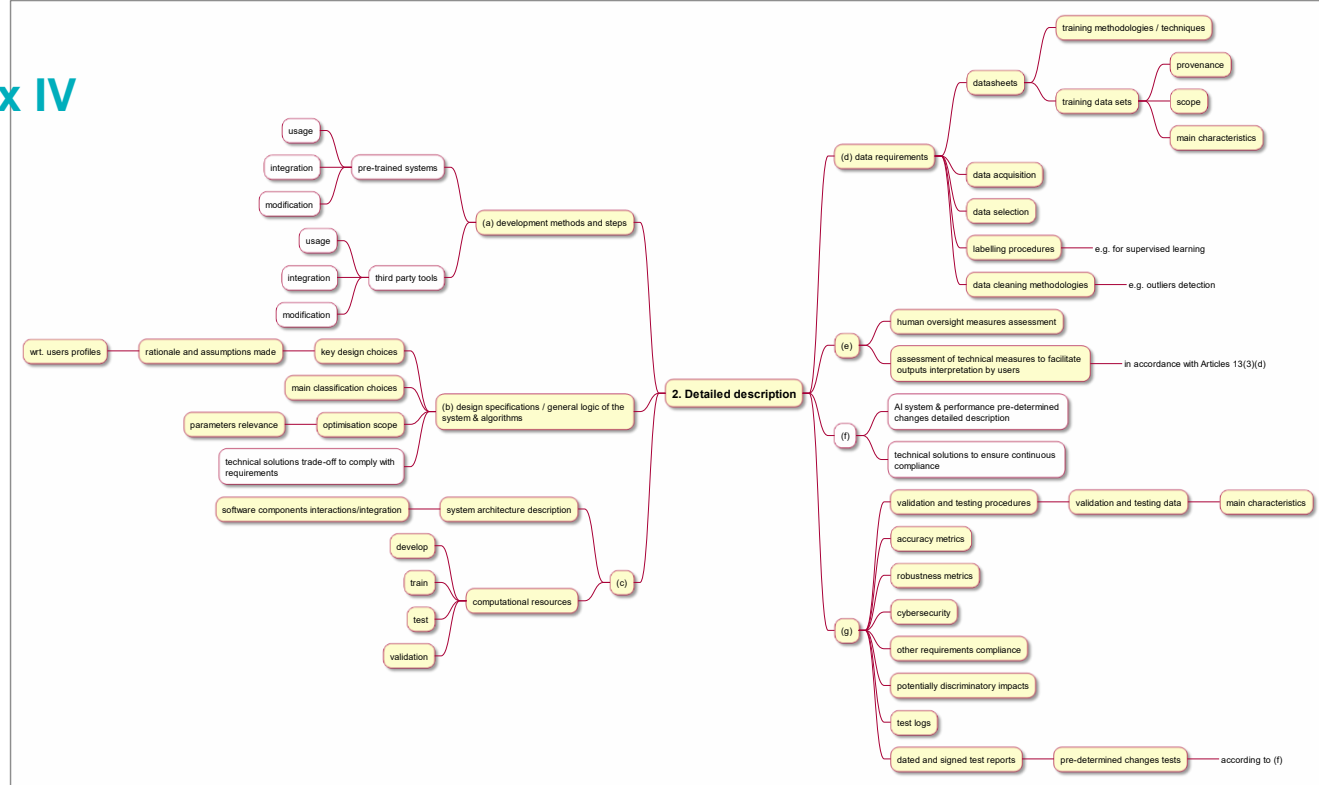 x IV
2. Detailed description
(a) development methods and steps
pre-trained systems
usage
integration
modification
third party tools
usage
integration
modification
(b) design specifications / general logic of the
system & algorithms
key design choices
rationale and assumptions made
wrt. users profiles
main classification choices
optimisation scope
parameters relevance
technical solutions trade-off to comply with
requirements
(c)
system architecture description
software components interactions/integration
computational resources
develop
train
test
validation
(d) data requirements
datasheets
training methodologies / techniques
training data sets
provenance
scope
main characteristics
data acquisition
data selection
labelling procedures
e.g. for supervised learning
data cleaning methodologies
e.g. outliers detection
(e)
human oversight measures assessment
assessment of technical measures to facilitate
outputs interpretation by users
in accordance with Articles 13(3)(d)
(f)
AI system & performance pre-determined
changes detailed description
technical solutions to ensure continuous
compliance
(g)
validation and testing procedures
validation and testing data
main characteristics
accuracy metrics
robustness metrics
cybersecurity
other requirements compliance
potentially discriminatory impacts
test logs
dated and signed test reports
pre-determined changes tests
according to (f)